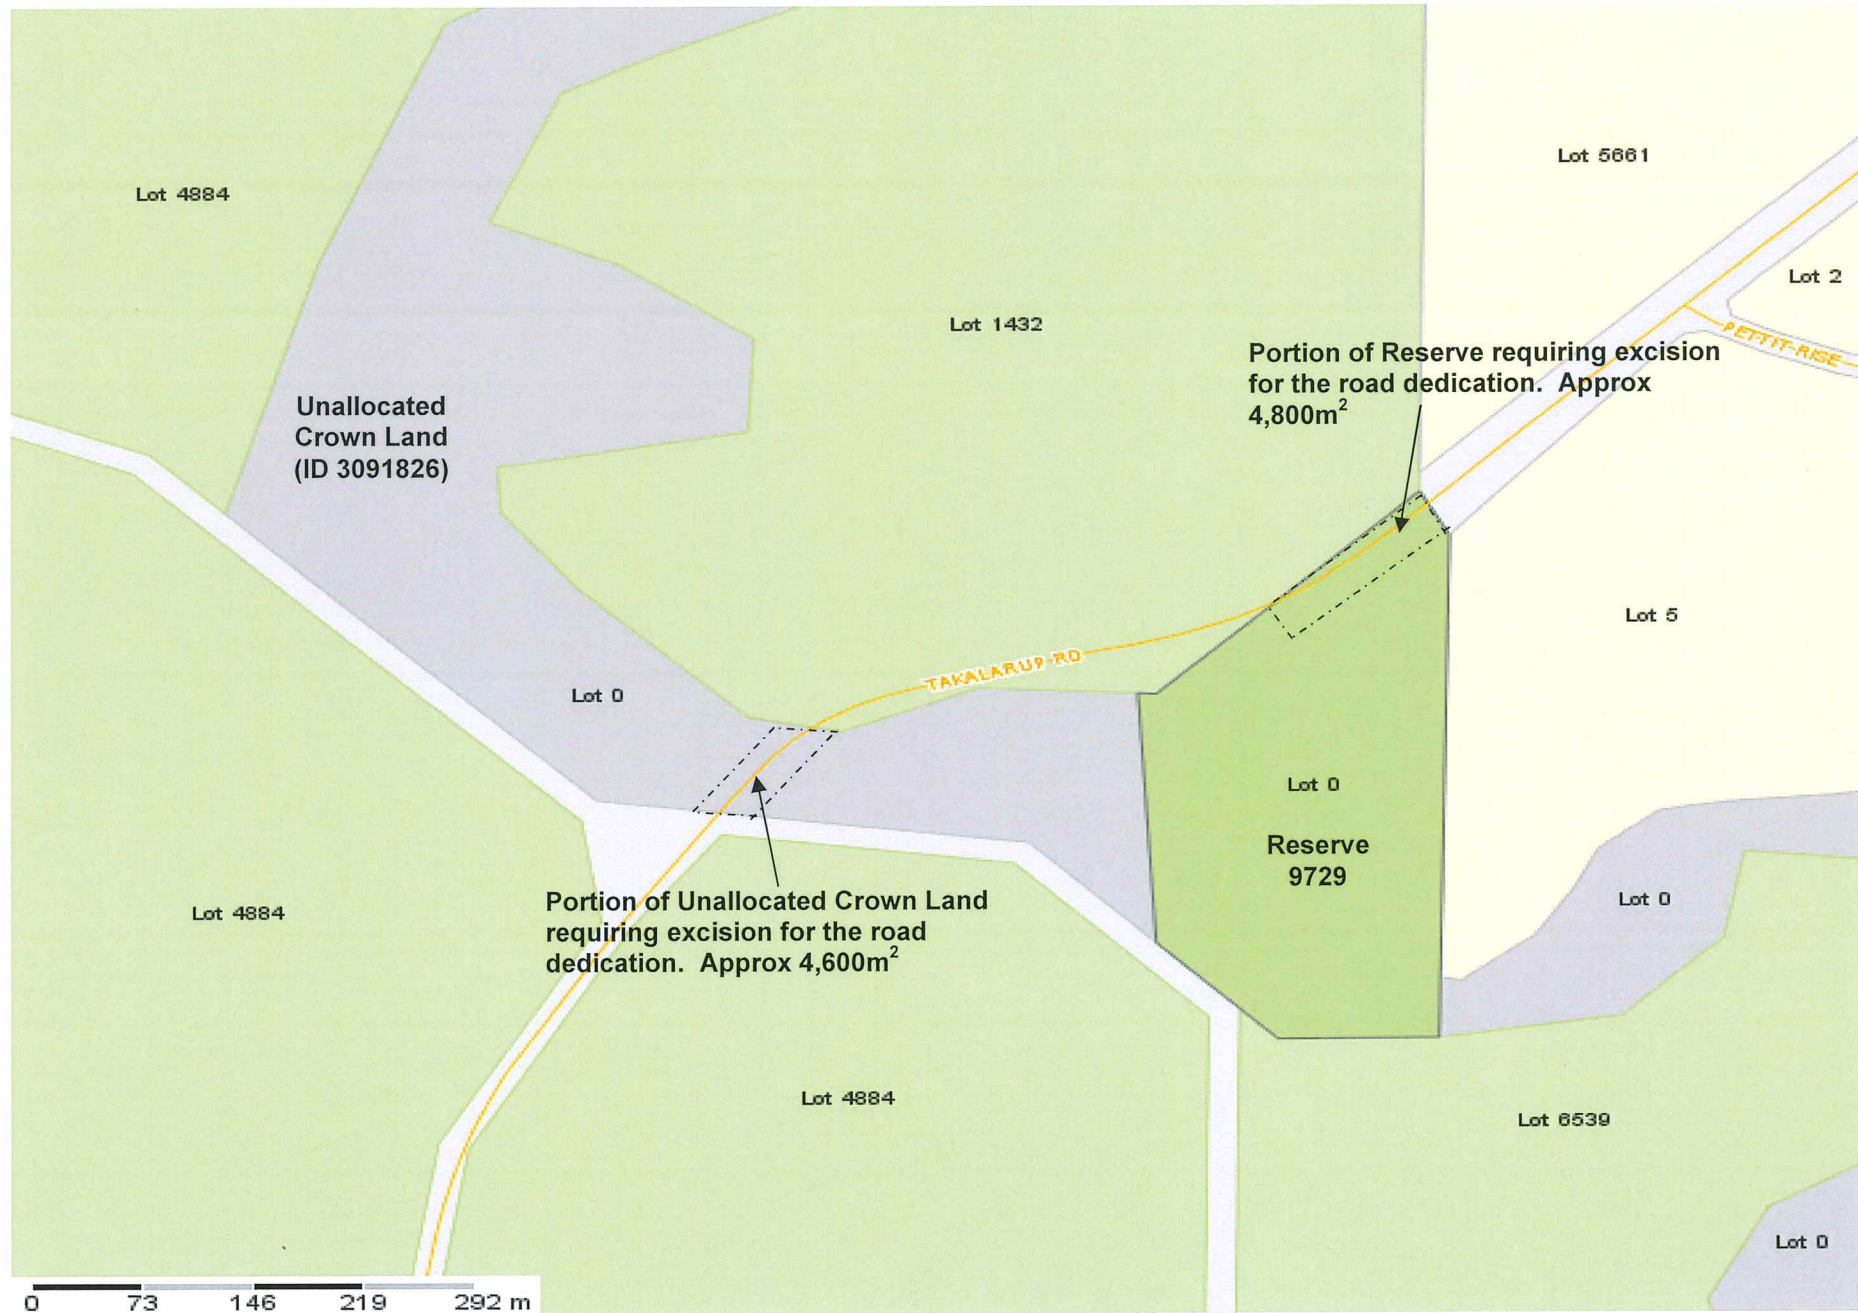 Lot 5661
Lot 4884
Lot 2
Lot 1432
PETTIT RISE
Portion of Reserve requiring excision
for the road dedication. Approx
4,800m²
Unallocated
Crown Land
(ID 3091826)
Lot 5
TAKALARUP RD
Lot 0
Lot 0
Reserve
9729
Portion of Unallocated Crown Land
requiring excision for the road
dedication. Approx 4,600m²
Lot 4884
Lot 0
Lot 4884
Lot 6539
Lot 0
0 73 146 219 292 m